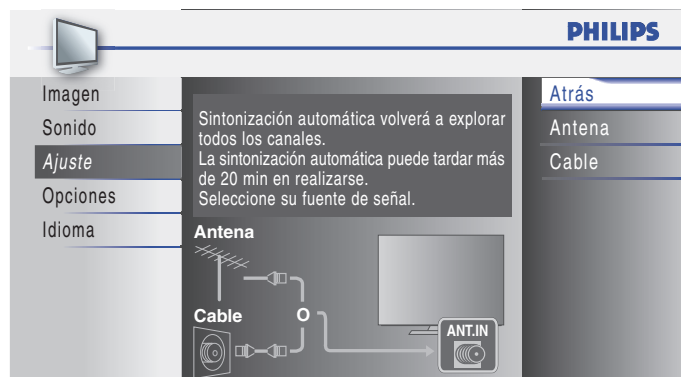 PHILIPS
Imagen
Sonido
Ajuste
Opciones
Idioma
Sintonización automática volverá a explorar
todos los canales.
La sintonización automática puede tardar más
de 20 min en realizarse.
Seleccione su fuente de señal.
Antena
Cable
O
ANT.IN
Atrás
Antena
Cable